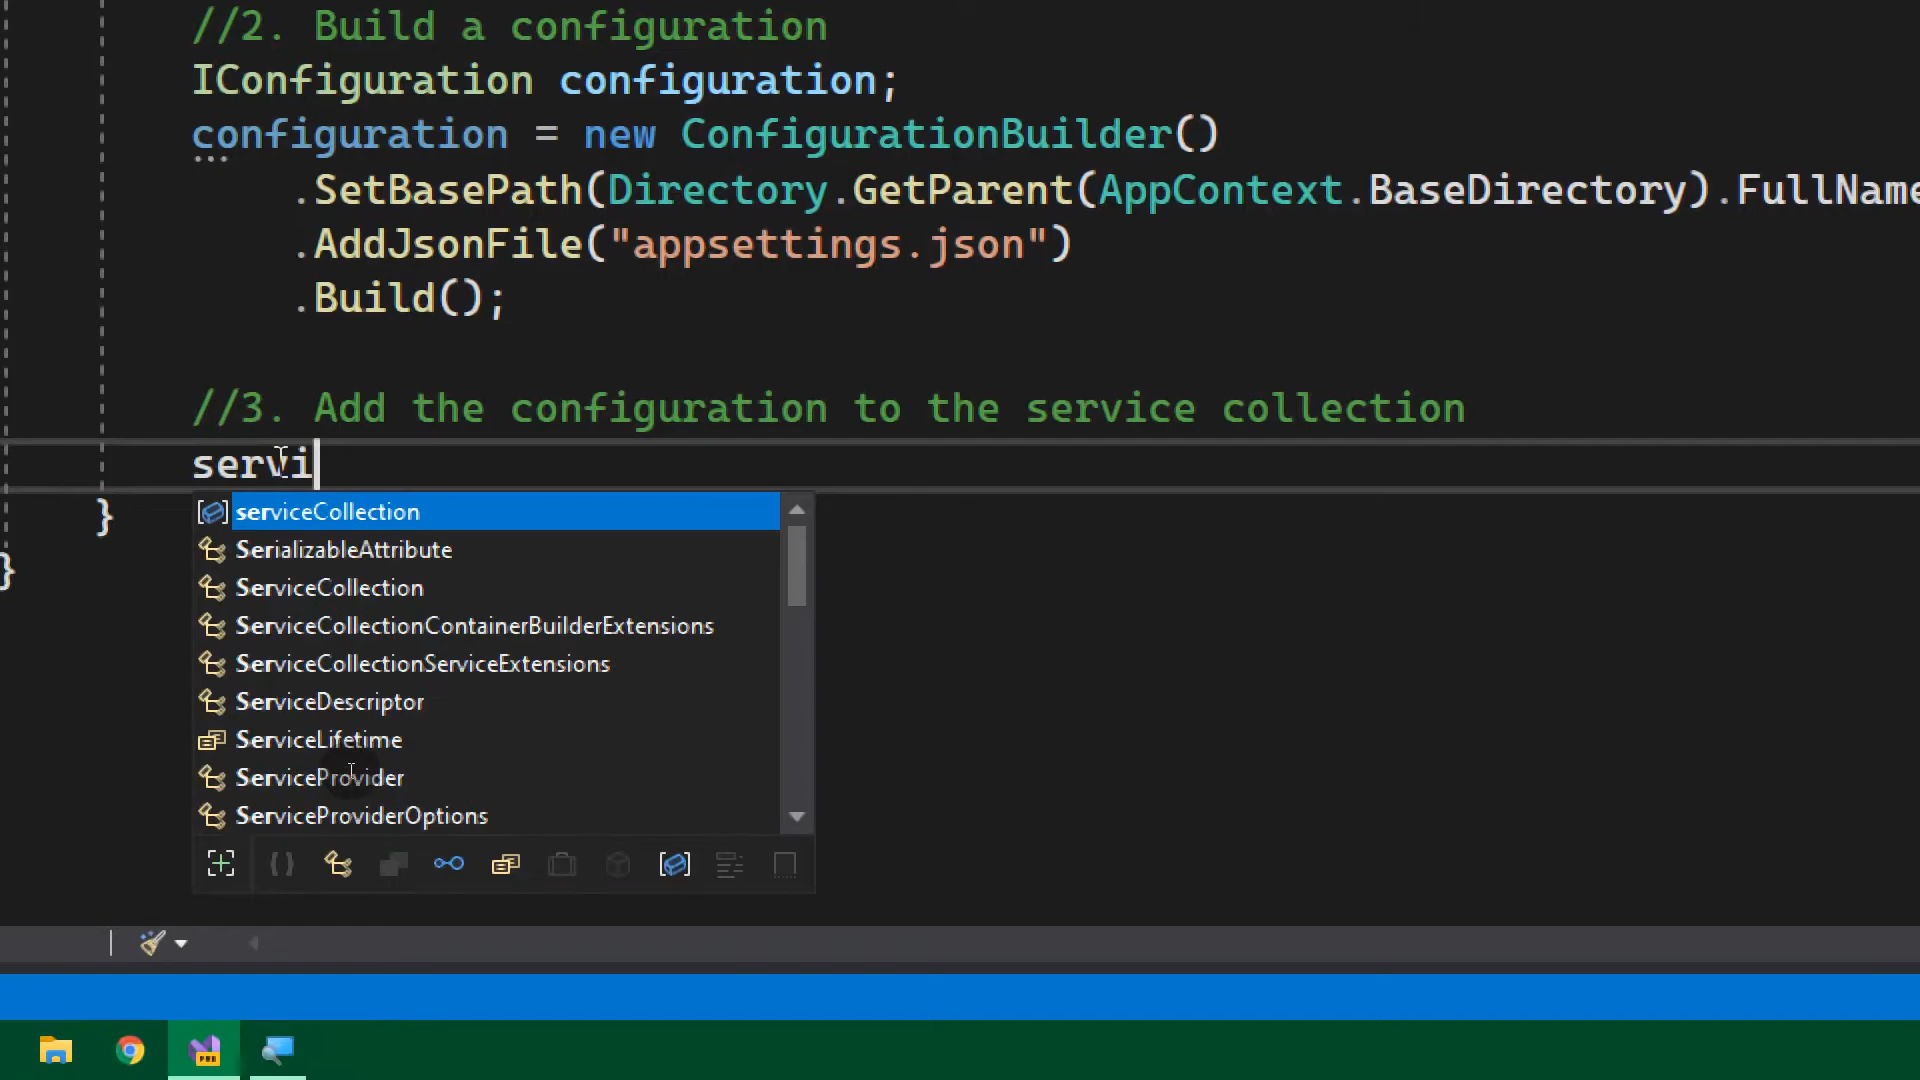 //2. Build a configuration
IConfiguration configuration;
configuration = new ConfigurationBuilder()
.SetBasePath(Directory.GetParent(AppContext.BaseDirectory).FullName
.AddJsonFile("appsettings.json")
.Build();
//3. Add the configuration to the service collection
servi
}
}
serviceCollection
SerializableAttribute
ServiceCollection
ServiceCollectionContainerBuilderExtensions
ServiceCollectionServiceExtensions
ServiceDescriptor
ServiceLifetime
ServiceProvider
ServiceProviderOptions